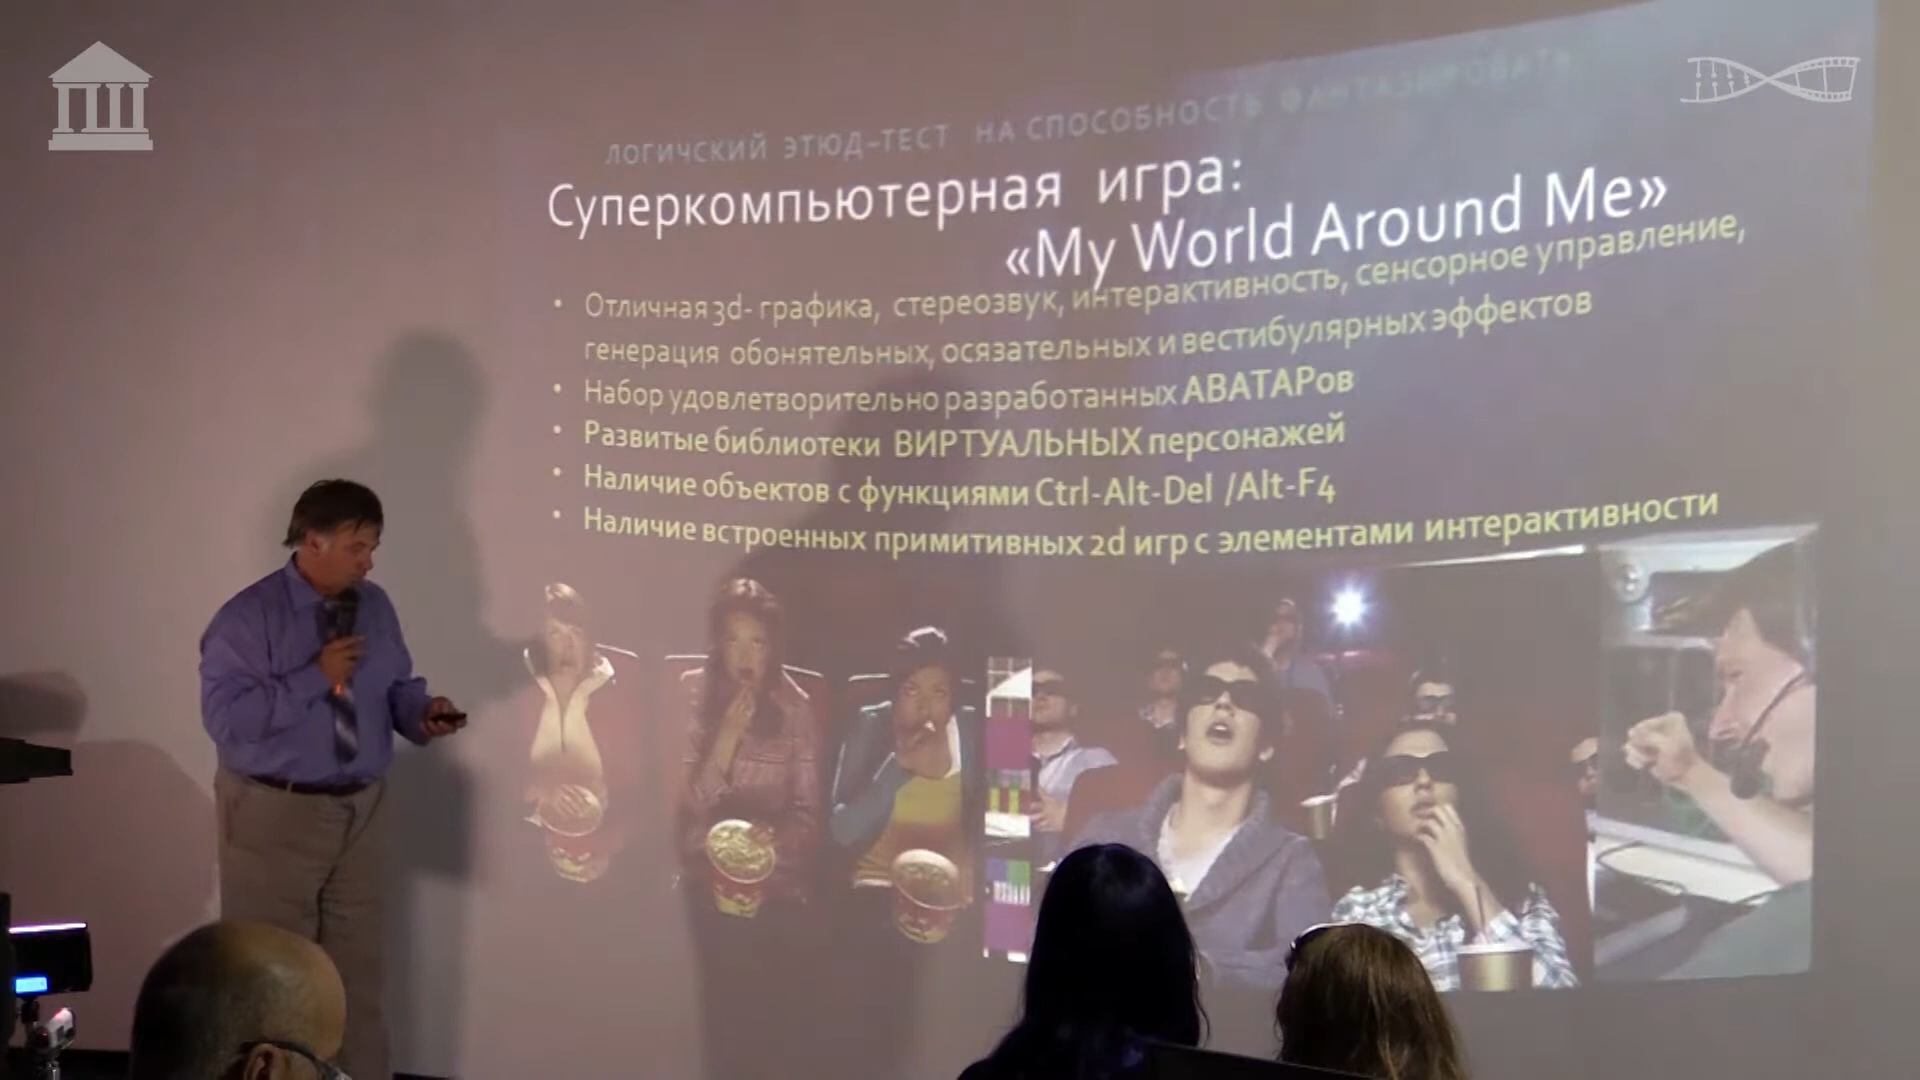 ЛОГИЧСКИЙ ЭТЮД-ТЕСТ НА СПОСОБНОСТЬ ФАНТАЗИРОВАТЬ
Суперкомпьютерная игра:
«My World Around Me»
• Отличная 3d- графика, стереозвук, интерактивность, сенсорное управление,
генерация обонятельных, осязательных и вестибулярных эффектов
• Набор удовлетворительно разработанных АВАТАРов
• Развитые библиотеки ВИРТУАЛЬНЫХ персонажей
• Наличие объектов с функциями Ctrl-Alt-Del /Alt-F4
• Наличие встроенных примитивных 2d игр с элементами интерактивности